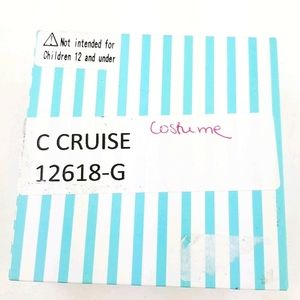 ⚠Not intended for
Children 12 and under
Costume
C CRUISE
12618-G